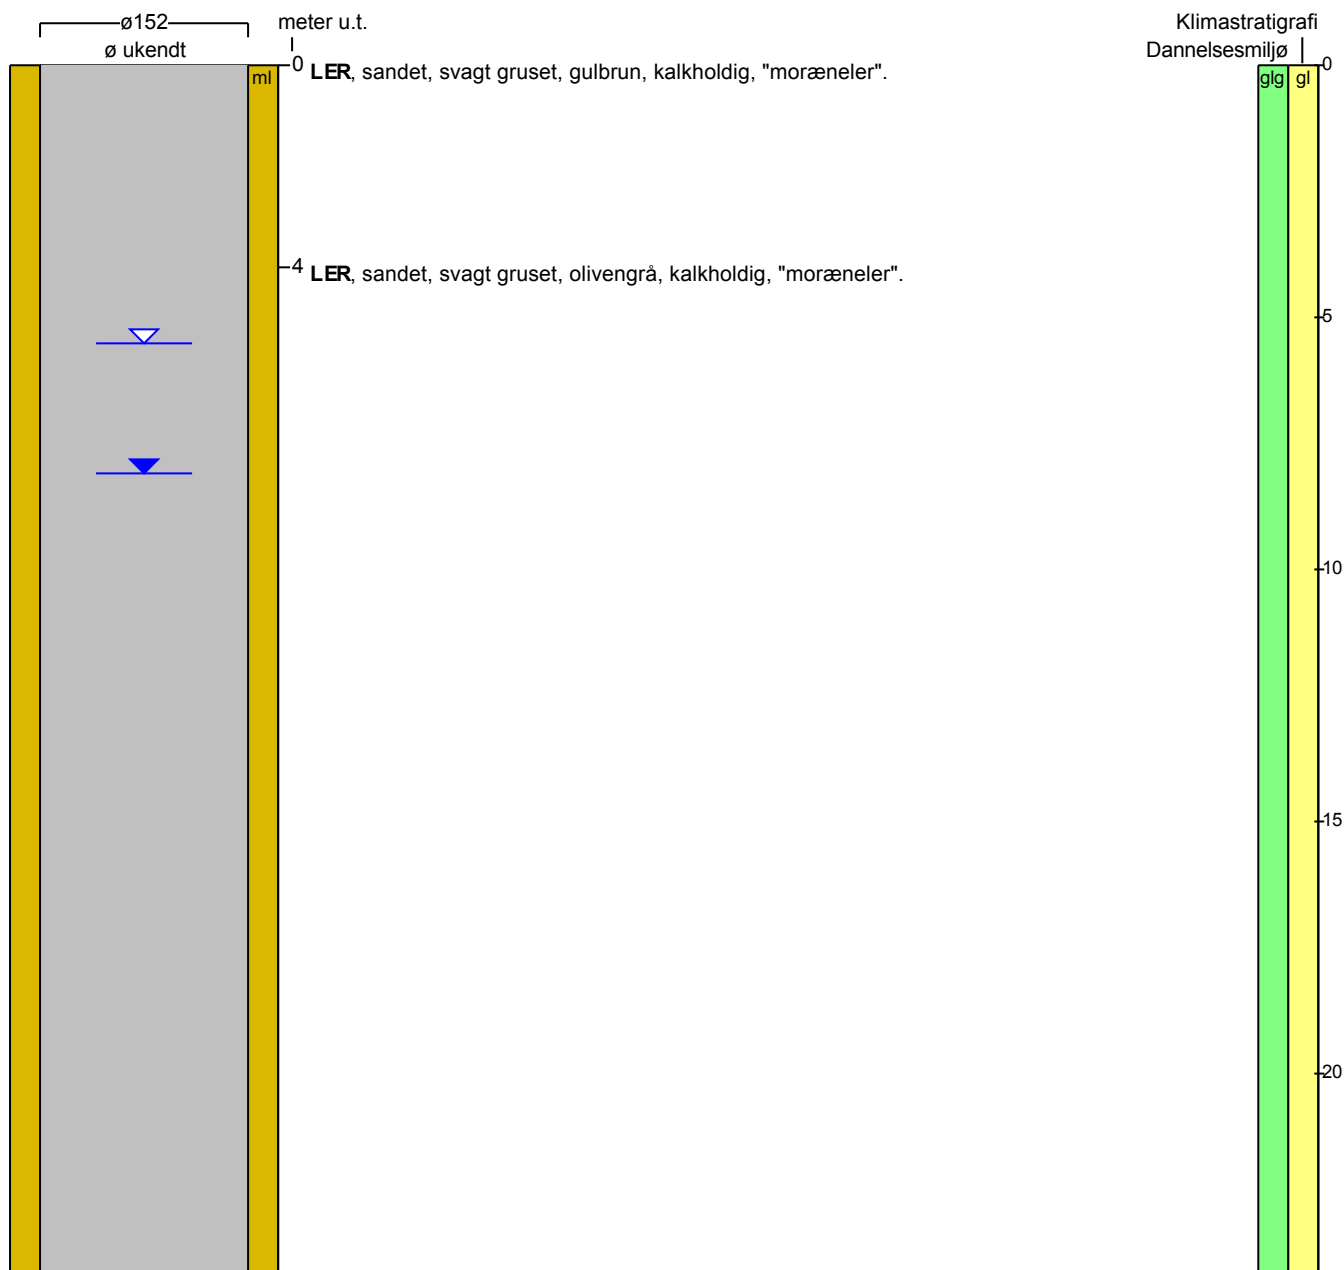 ø152
ø ukendt
meter u.t.
Klimastratigrafi
Dannelsesmiljø
ml
0 LER, sandet, svagt gruset, gulbrun, kalkholdig, "moræneler".
glg
gl
0
4 LER, sandet, svagt gruset, olivengrå, kalkholdig, "moræneler".
5
10
15
20